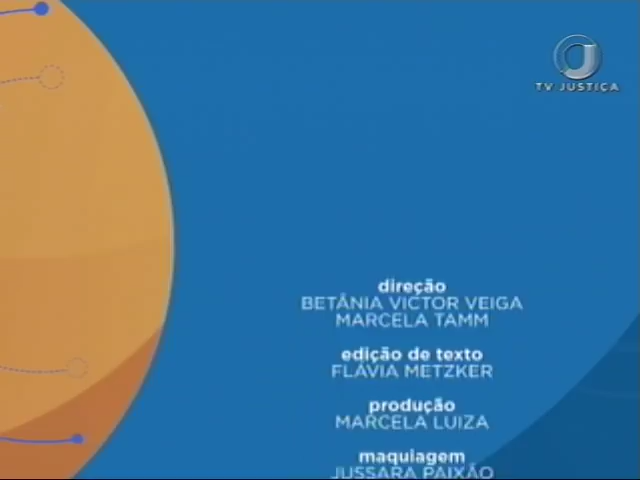 TV JUSTIÇA
direção
BETÂNIA VICTOR VEIGA
MARCELA TAMM
edição de texto
FLÁVIA METZKER
produção
MARCELA LUIZA
maquiagem
JUSSARA PAIXÃO